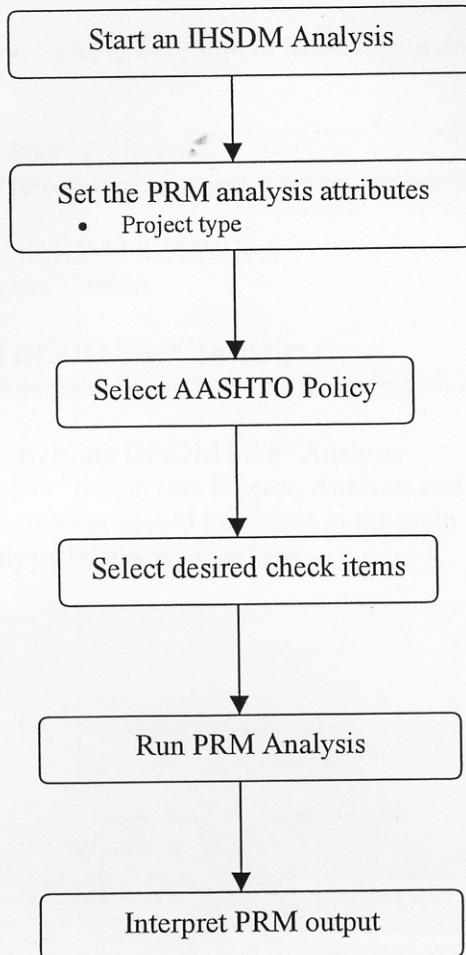 Start an IHSDM Analysis
Set the PRM analysis attributes
• Project type
Select AASHTO Policy
Select desired check items
Run PRM Analysis
Interpret PRM output